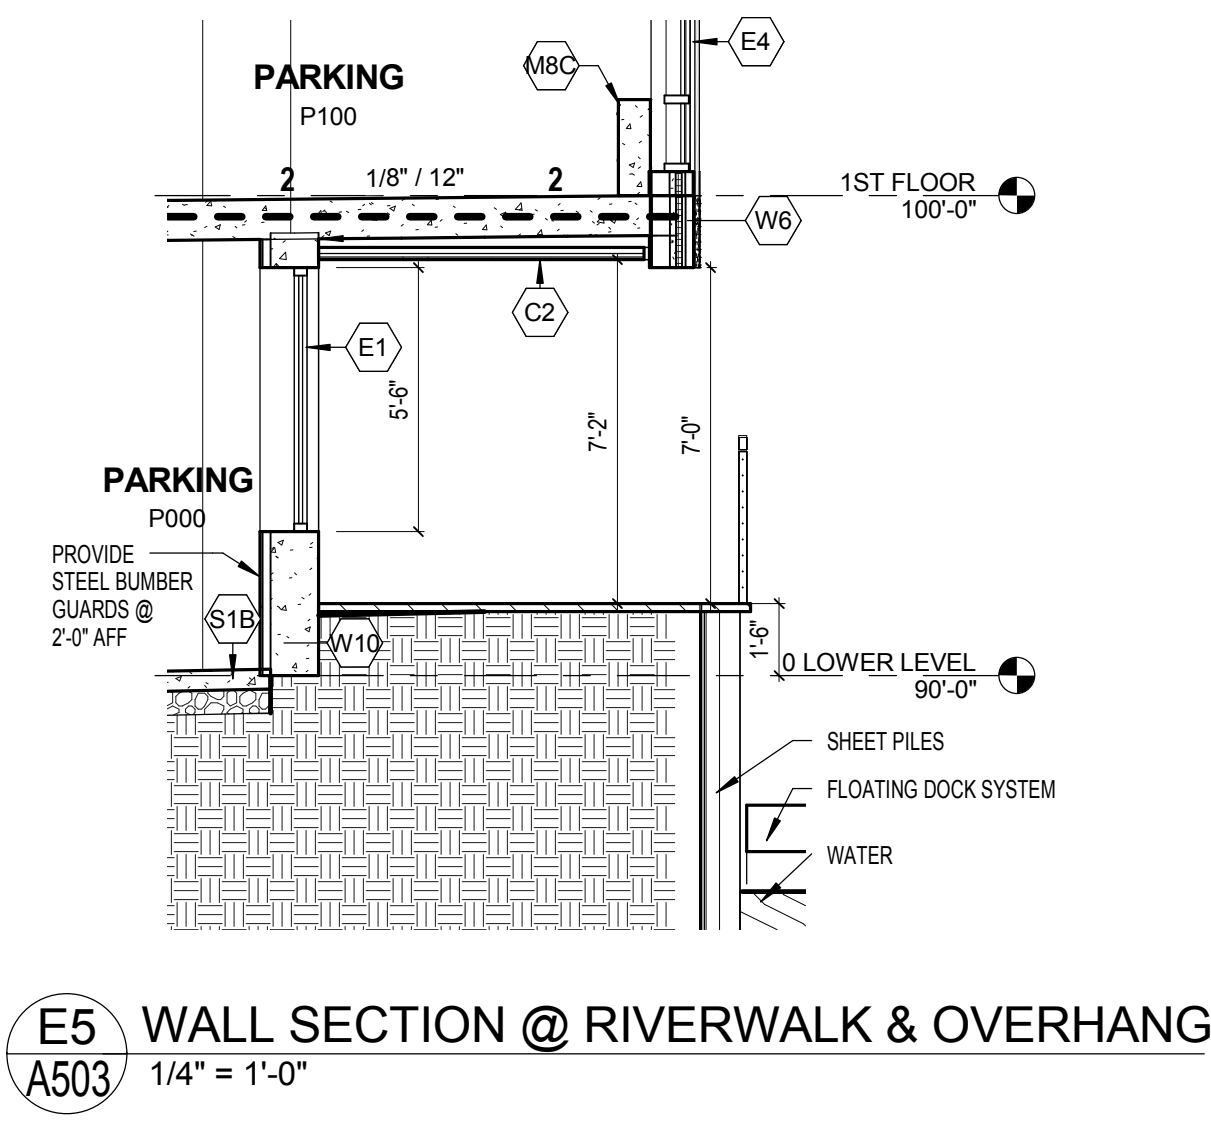 E4
M8C
PARKING
P100
2
1/8" / 12"
2
1ST FLOOR
100'-0"
W6
C2
E1
5'-6"
7'-2"
7'-0"
PARKING
P000
PROVIDE
STEEL BUMBER
GUARDS @
2'-0" AFF
S1B
W10
1'-6"
0 LOWER LEVEL
90'-0"
SHEET PILES
FLOATING DOCK SYSTEM
WATER
E5
A503
WALL SECTION @ RIVERWALK & OVERHANG
1/4" = 1'-0"